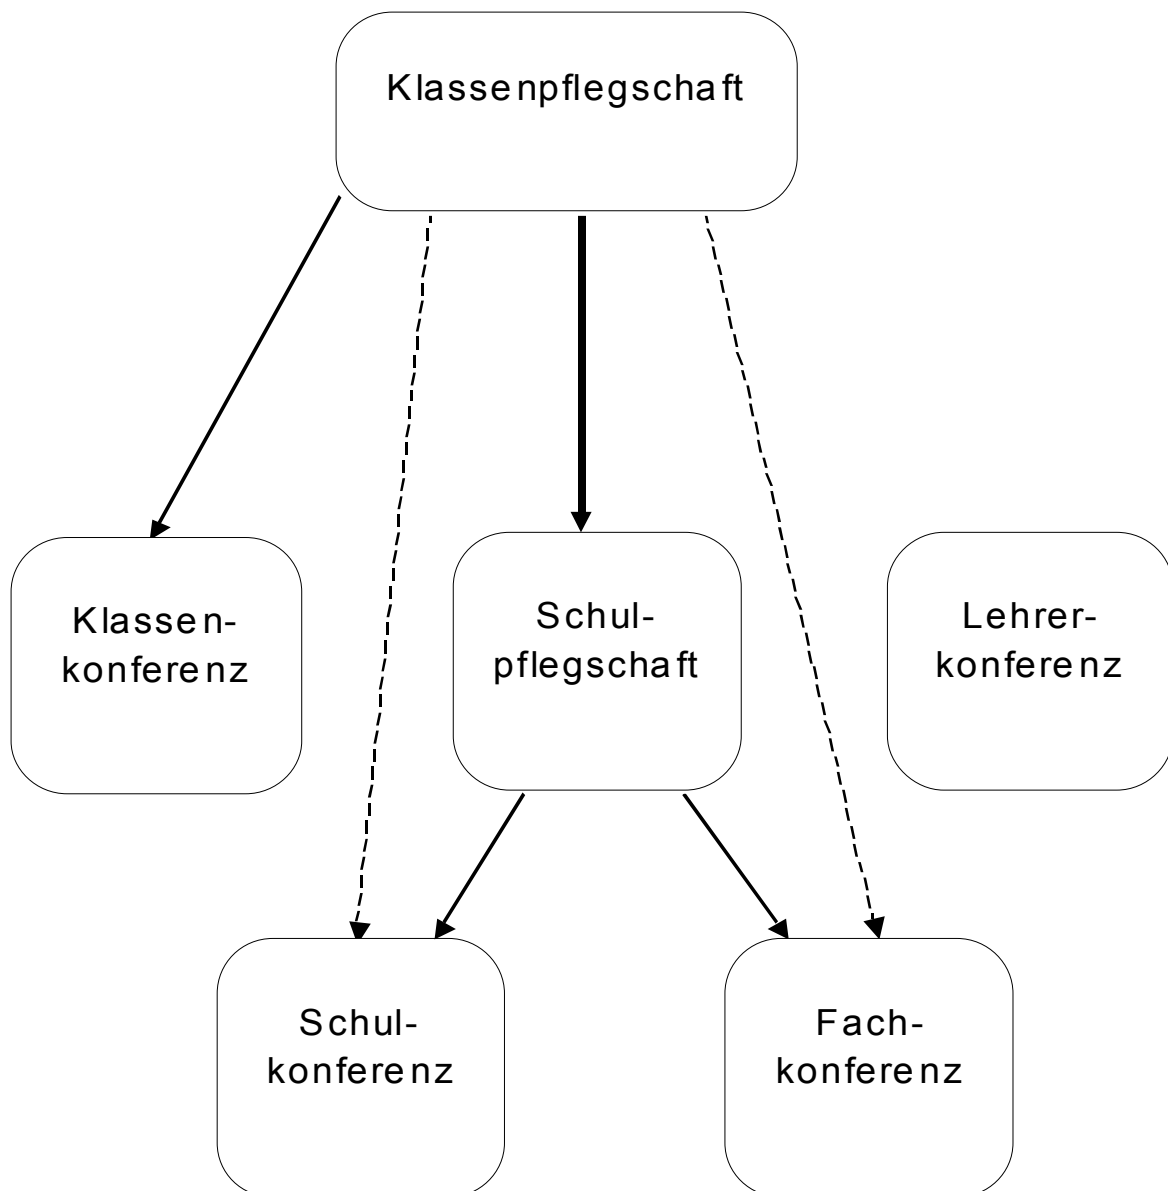 Klassenpflegschaft
Klassen-
konferenz
Schul-
pflegschaft
Lehrer-
konferenz
Schul-
konferenz
Fach-
konferenz